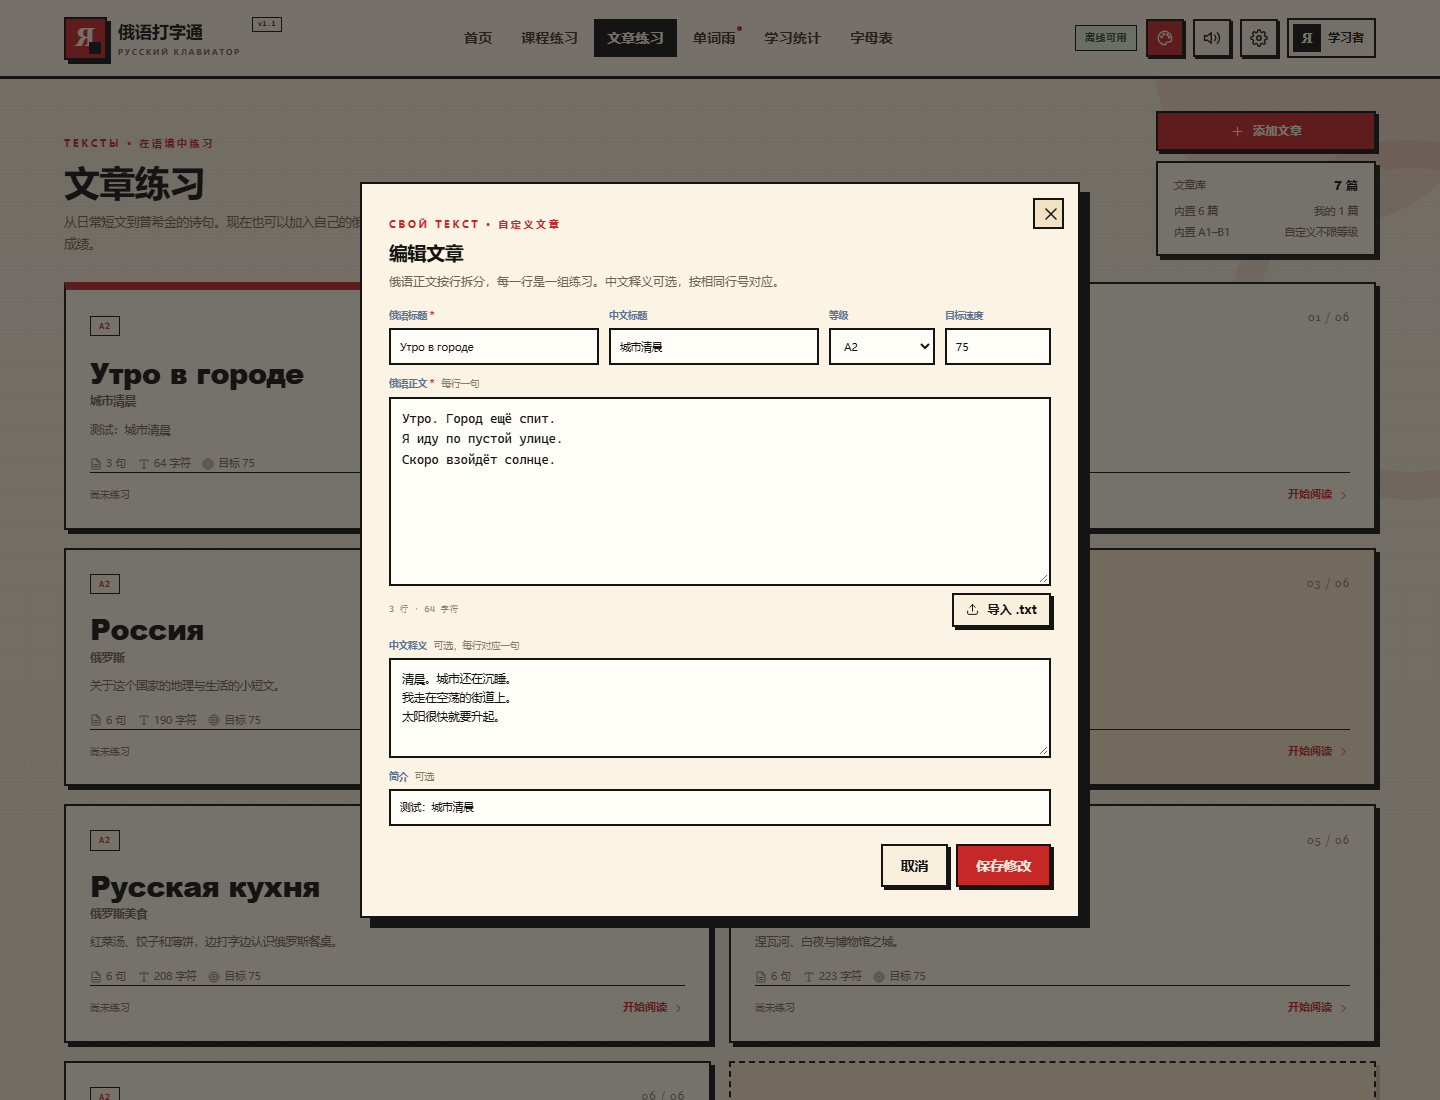 Я
俄语打字通
РУССКИЙ КЛАВИАТОР
v1.1
首页
课程练习
文章练习
单词雨
学习统计
字母表
离线可用
Я 学习者
ТЕКСТЫ • 在语境中练习
文章练习
从日常短文到普希金的诗句。现在也可以加入自己的
成绩。
＋ 添加文章
文章库 7 篇
内置 6 篇 我的 1 篇
内置 A1–B1 自定义不限等级
A2
Утро в городе
城市清晨
测试：城市清晨
3 句 64 字符 目标 75
尚未练习
01 / 06
开始阅读
A2
Россия
俄罗斯
关于这个国家的地理与生活的小短文。
6 句 190 字符 目标 75
尚未练习
03 / 06
开始阅读
A2
Русская кухня
俄罗斯美食
红菜汤、饺子和薄饼，边打字边认识俄罗斯餐桌。
6 句 208 字符 目标 75
尚未练习 开始阅读
05 / 06
涅瓦河、白夜与博物馆之城。
6 句 223 字符 目标 75
尚未练习 开始阅读
A2
06 / 06
СВОЙ ТЕКСТ • 自定义文章
编辑文章
俄语正文按行拆分，每一行是一组练习。中文释义可选，按相同行号对应。
俄语标题 * 中文标题 等级 目标速度
Утро в городе 城市清晨 A2 75
俄语正文 * 每行一句
Утро. Город ещё спит.
Я иду по пустой улице.
Скоро взойдёт солнце.
3 行 · 64 字符
导入 .txt
中文释义 可选，每行对应一句
清晨。城市还在沉睡。
我走在空荡的街道上。
太阳很快就要升起。
简介 可选
测试：城市清晨
取消
保存修改